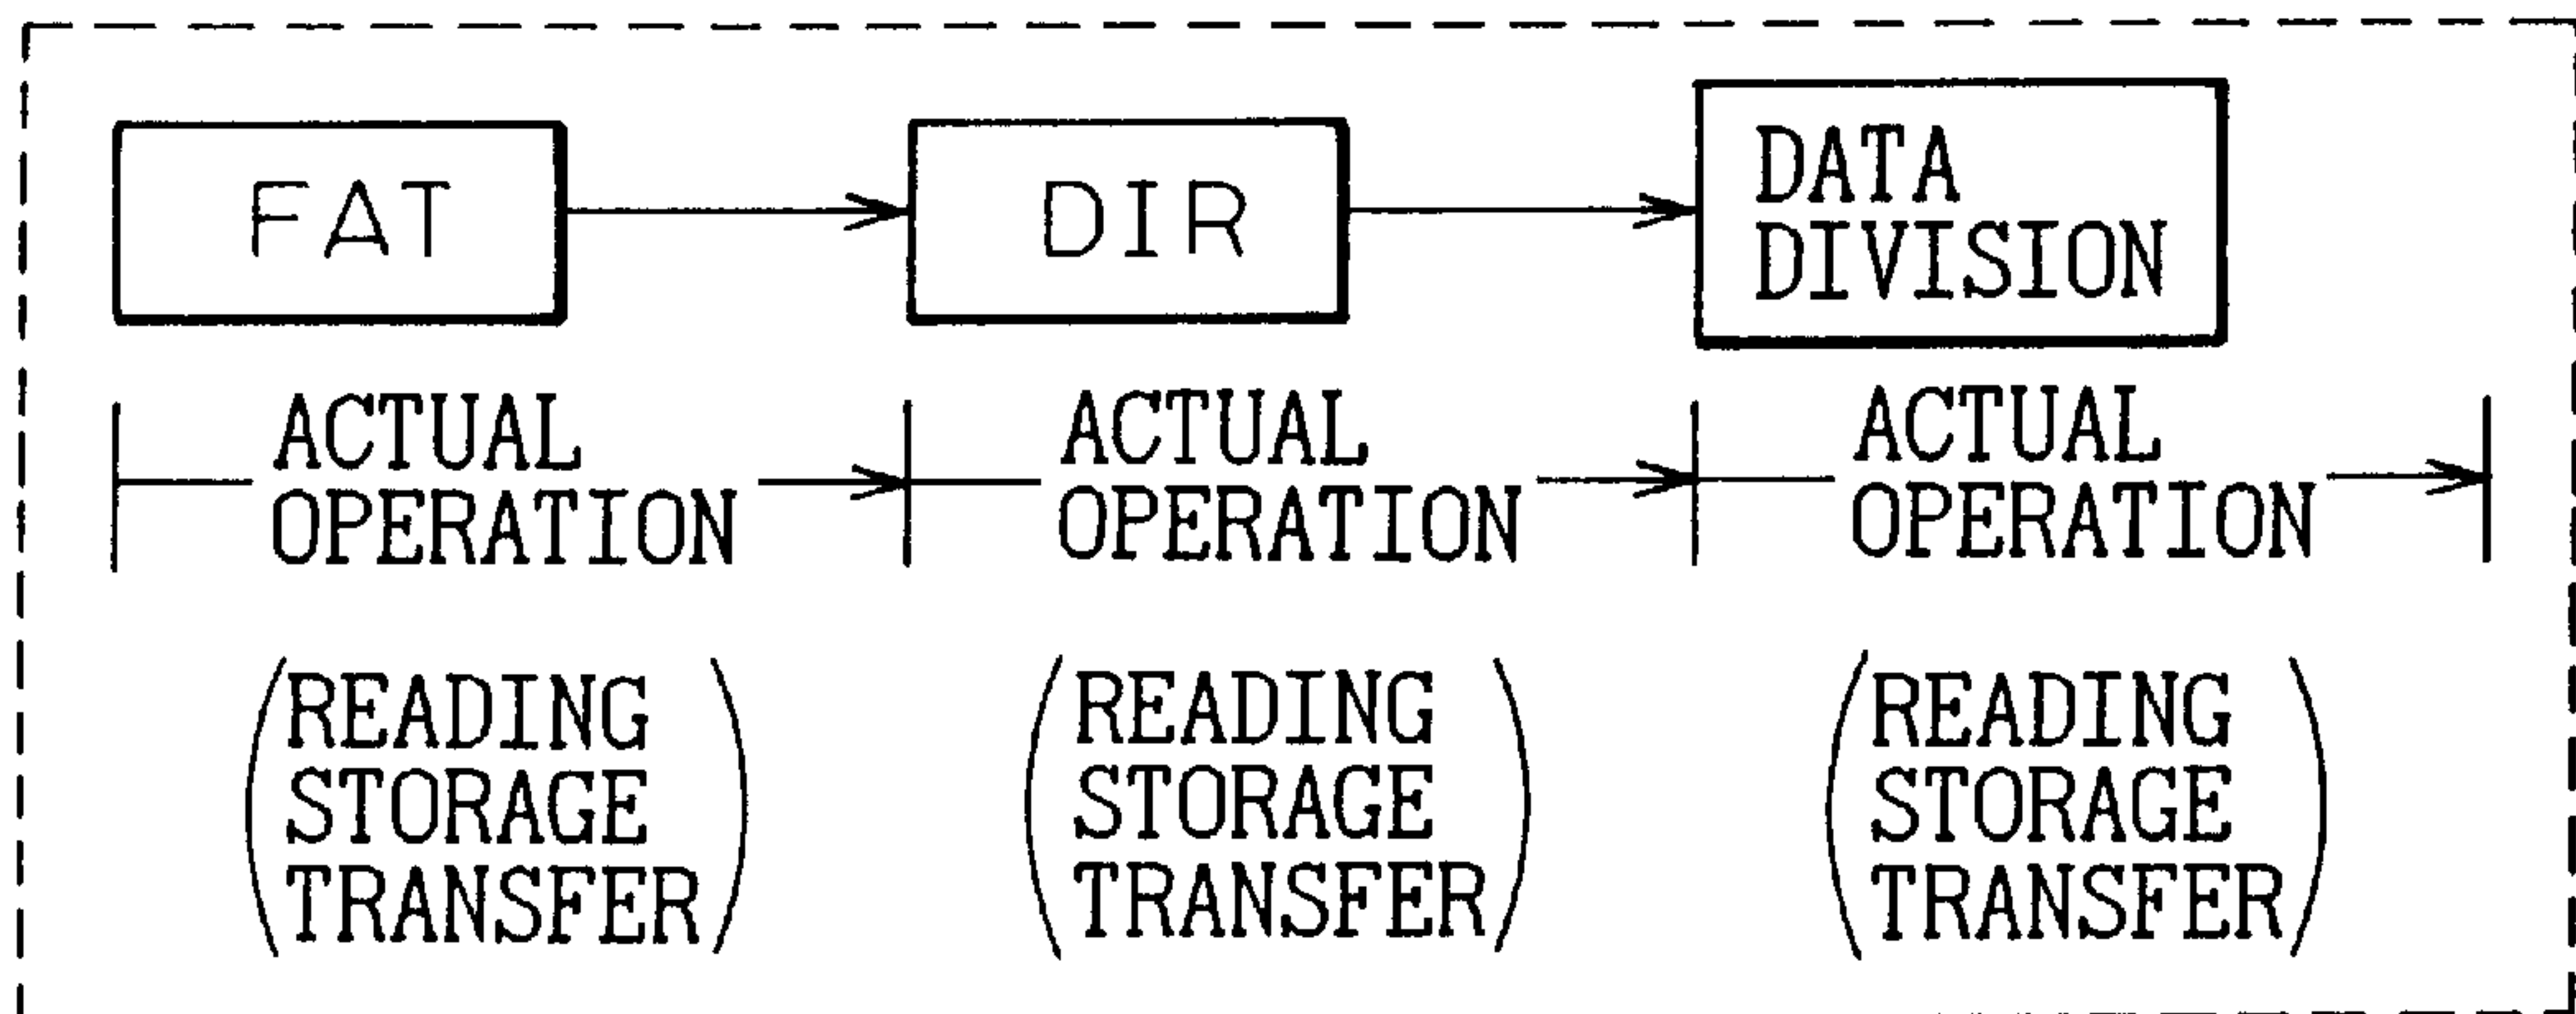 FAT
DIR
DATA
DIVISION
ACTUAL
OPERATION
ACTUAL
OPERATION
ACTUAL
OPERATION
READING
STORAGE
TRANSFER
READING
STORAGE
TRANSFER
READING
STORAGE
TRANSFER